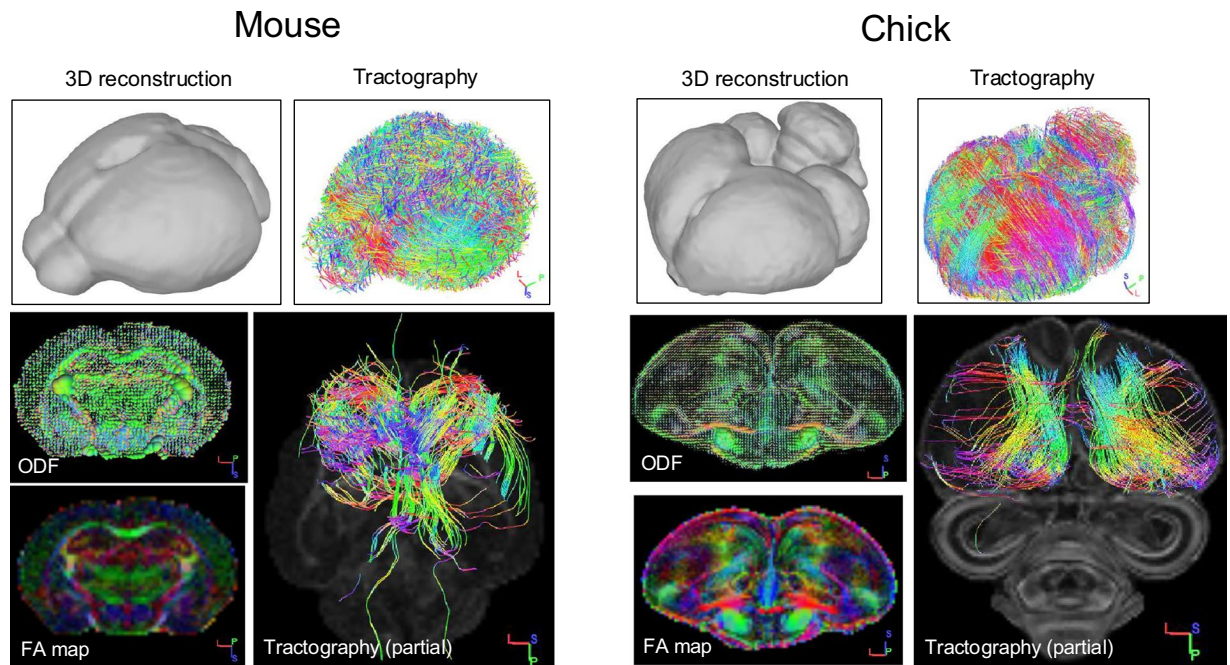 Mouse
Chick
3D reconstruction
Tractography
3D reconstruction
Tractography
L
P
S
S
P
L
ODF
L
P
S
ODF
L
S
P
FA map
L
P
S
Tractography (partial)
L
S
P
FA map
L
S
P
Tractography (partial)
L
S
P